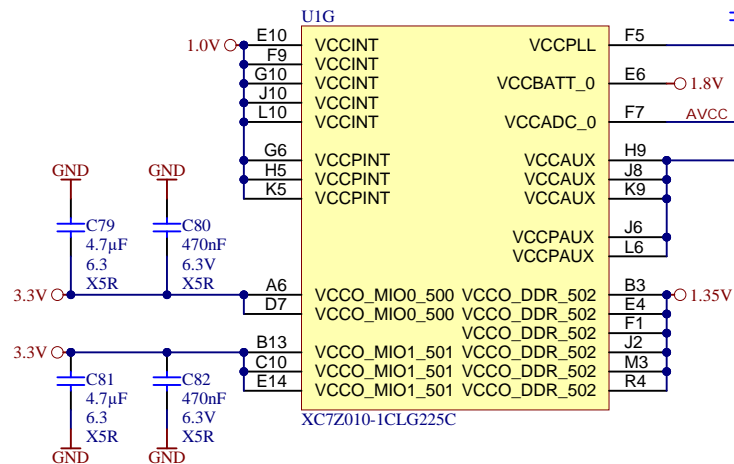 U1G
1.0V
E10 VCCINT
F9 VCCINT
G10 VCCINT
J10 VCCINT
L10 VCCINT
G6 VCCPINT
H5 VCCPINT
K5 VCCPINT
VCCPLL F5
VCCBATT_0 E6 1.8V
VCCADC_0 F7 AVCC
VCCAUX H9
VCCAUX J8
VCCAUX K9
VCCPAUX J6
VCCPAUX L6
GND
GND
C79
4.7µF
6.3
X5R
C80
470nF
6.3V
X5R
3.3V
A6 VCCO_MIO0_500
D7 VCCO_MIO0_500
3.3V
B13 VCCO_MIO1_501
C10 VCCO_MIO1_501
E14 VCCO_MIO1_501
VCCO_DDR_502 B3 1.35V
VCCO_DDR_502 E4
VCCO_DDR_502 F1
VCCO_DDR_502 J2
VCCO_DDR_502 M3
VCCO_DDR_502 R4
C81
4.7µF
6.3
X5R
C82
470nF
6.3V
X5R
GND
GND
XC7Z010-1CLG225C